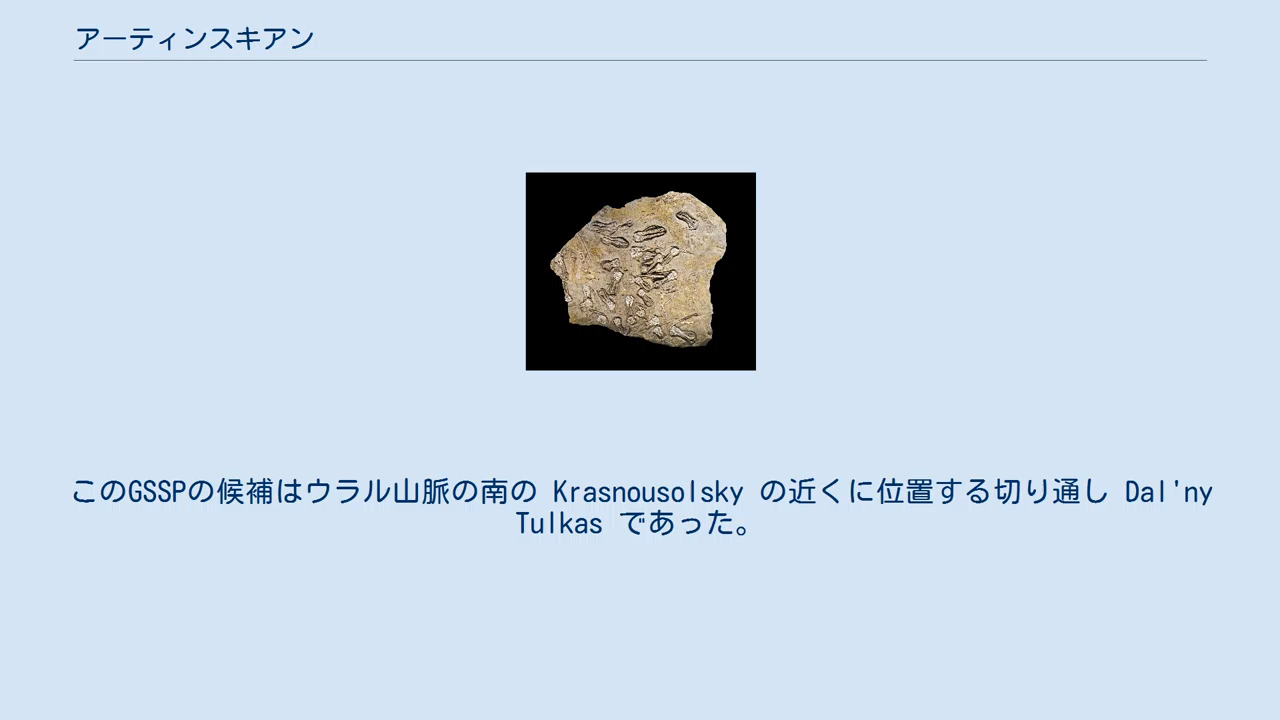 アーティンスキアン
このGSSPの候補はウラル山脈の南の Krasnousolsky の近くに位置する切り通し Dal'ny
Tulkas であった。